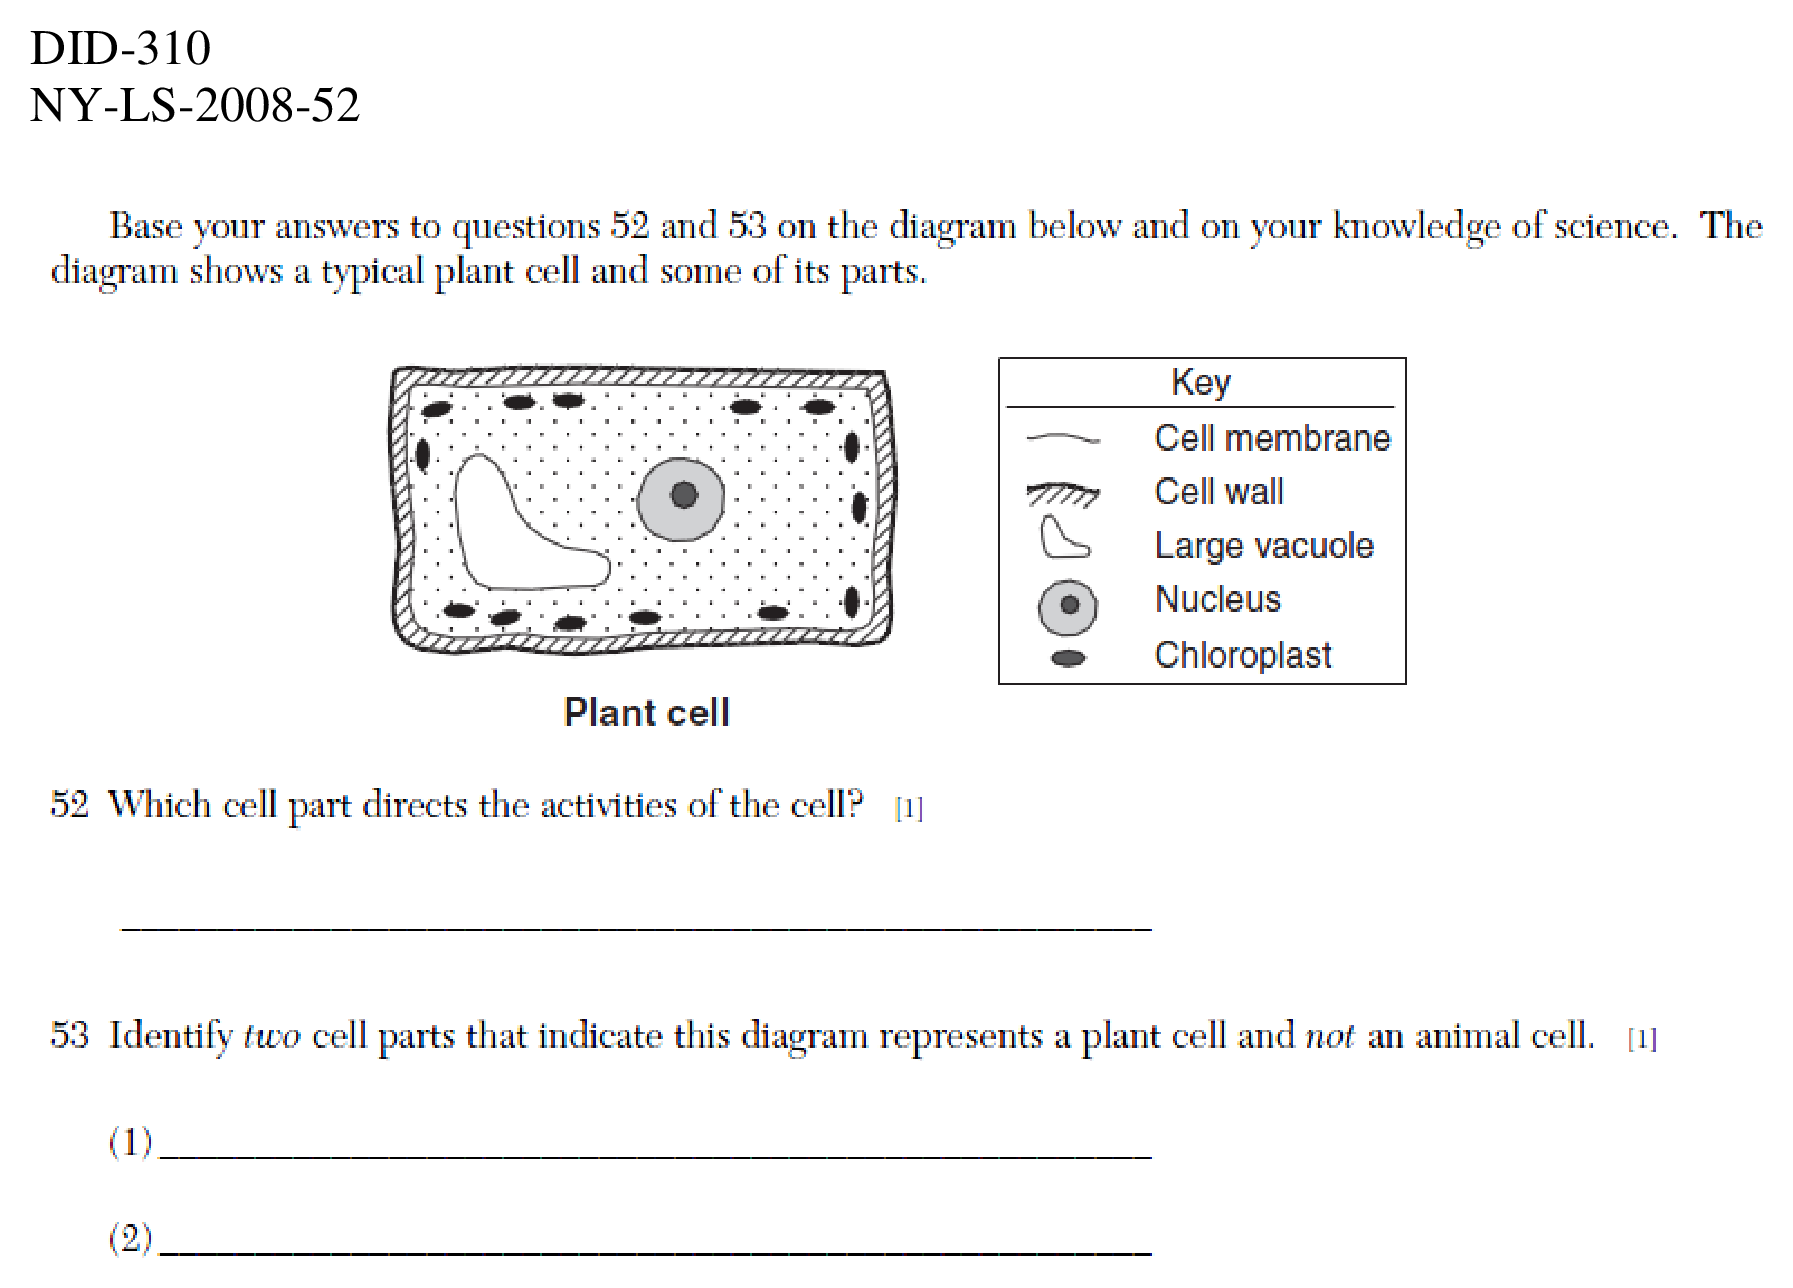 DID-310
NY-LS-2008-52
Base your answers to questions 52 and 53 on the diagram below and on your knowledge of science. The
diagram shows a typical plant cell and some of its parts.
Key
Cell membrane
Cell wall
Large vacuole
Nucleus
Chloroplast
Plant cell
52 Which cell part directs the activities of the cell? [1]
53 Identify two cell parts that indicate this diagram represents a plant cell and not an animal cell. [1]
(1)
(2)